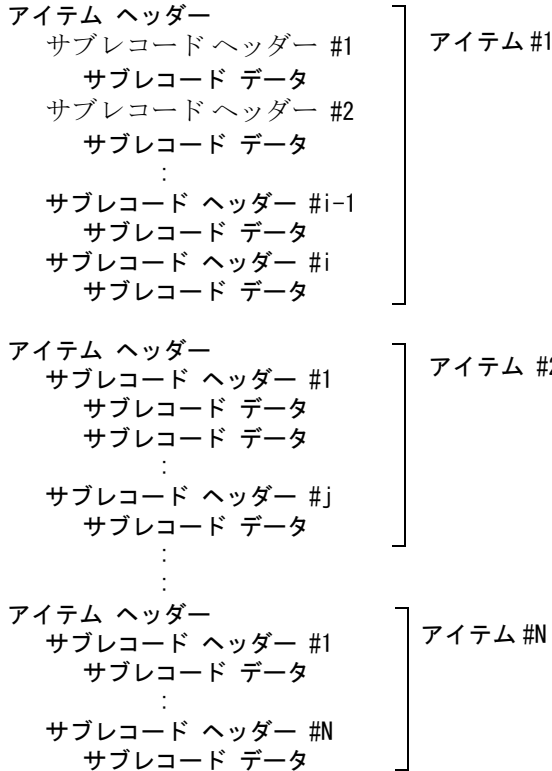 アイテム ヘッダー
サブレコード ヘッダー #1 アイテム #1
サブレコード データ
サブレコード ヘッダー #2
サブレコード データ
:
サブレコード ヘッダー #i-1
サブレコード データ
サブレコード ヘッダー #i
サブレコード データ
アイテム ヘッダー
サブレコード ヘッダー #1 アイテム #2
サブレコード データ
サブレコード データ
:
サブレコード ヘッダー #j
サブレコード データ
:
:
アイテム ヘッダー
サブレコード ヘッダー #1 アイテム #N
サブレコード データ
:
サブレコード ヘッダー #N
サブレコード データ